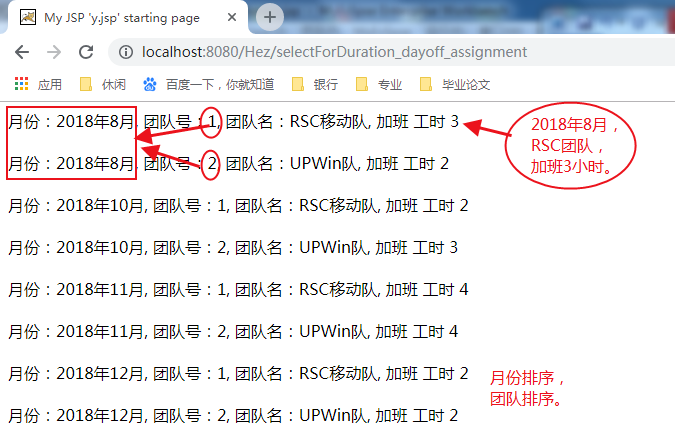 My JSP 'y.jsp' starting page
localhost:8080/Hez/selectForDuration_dayoff_assignment
应用 休闲 百度一下，你就知道 银行 专业 毕业论文
月份：2018年8月, 团队号：1, 团队名：RSC移动队, 加班 工时 3
2018年8月，
RSC团队，
加班3小时。
月份：2018年8月, 团队号：2, 团队名：UPWin队, 加班 工时 2
月份：2018年10月, 团队号：1, 团队名：RSC移动队, 加班 工时 2
月份：2018年10月, 团队号：2, 团队名：UPWin队, 加班 工时 3
月份：2018年11月, 团队号：1, 团队名：RSC移动队, 加班 工时 4
月份：2018年11月, 团队号：2, 团队名：UPWin队, 加班 工时 4
月份：2018年12月, 团队号：1, 团队名：RSC移动队, 加班 工时 2
月份排序，
团队排序。
月份：2018年12月, 团队号：2, 团队名：UPWin队, 加班 工时 2